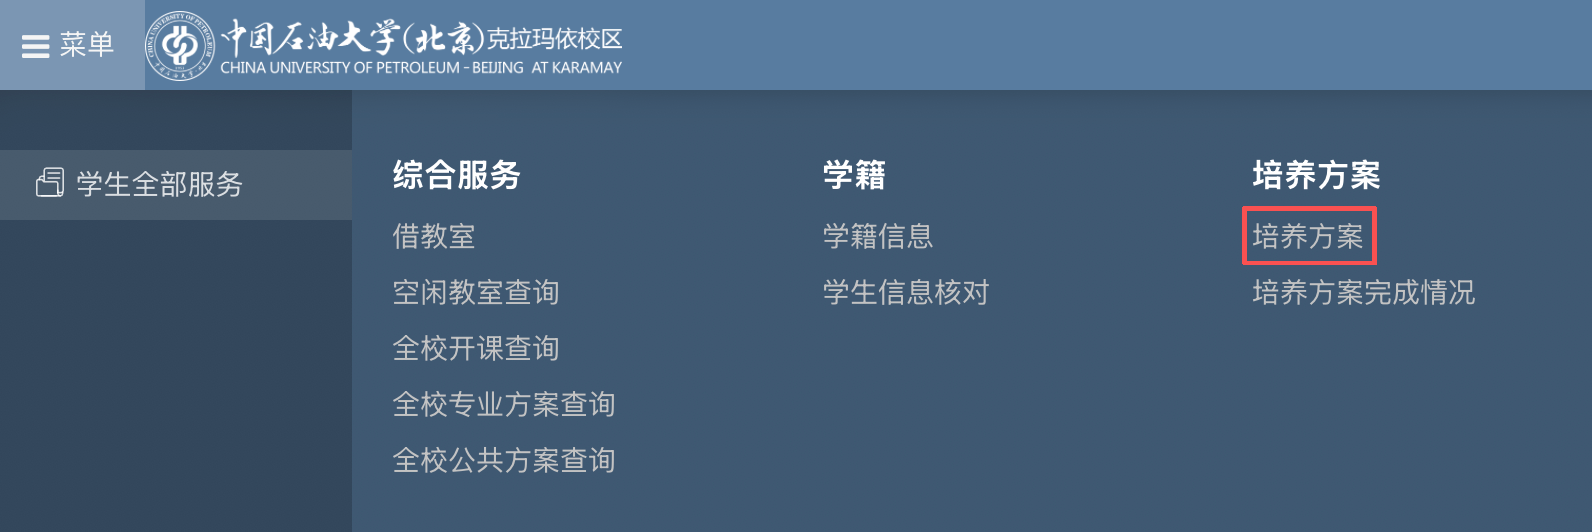 菜单
中国石油大学(北京)克拉玛依校区
CHINA UNIVERSITY OF PETROLEUM - BEIJING AT KARAMAY
学生全部服务
综合服务
借教室
空闲教室查询
全校开课查询
全校专业方案查询
全校公共方案查询
学籍
学籍信息
学生信息核对
培养方案
培养方案
培养方案完成情况